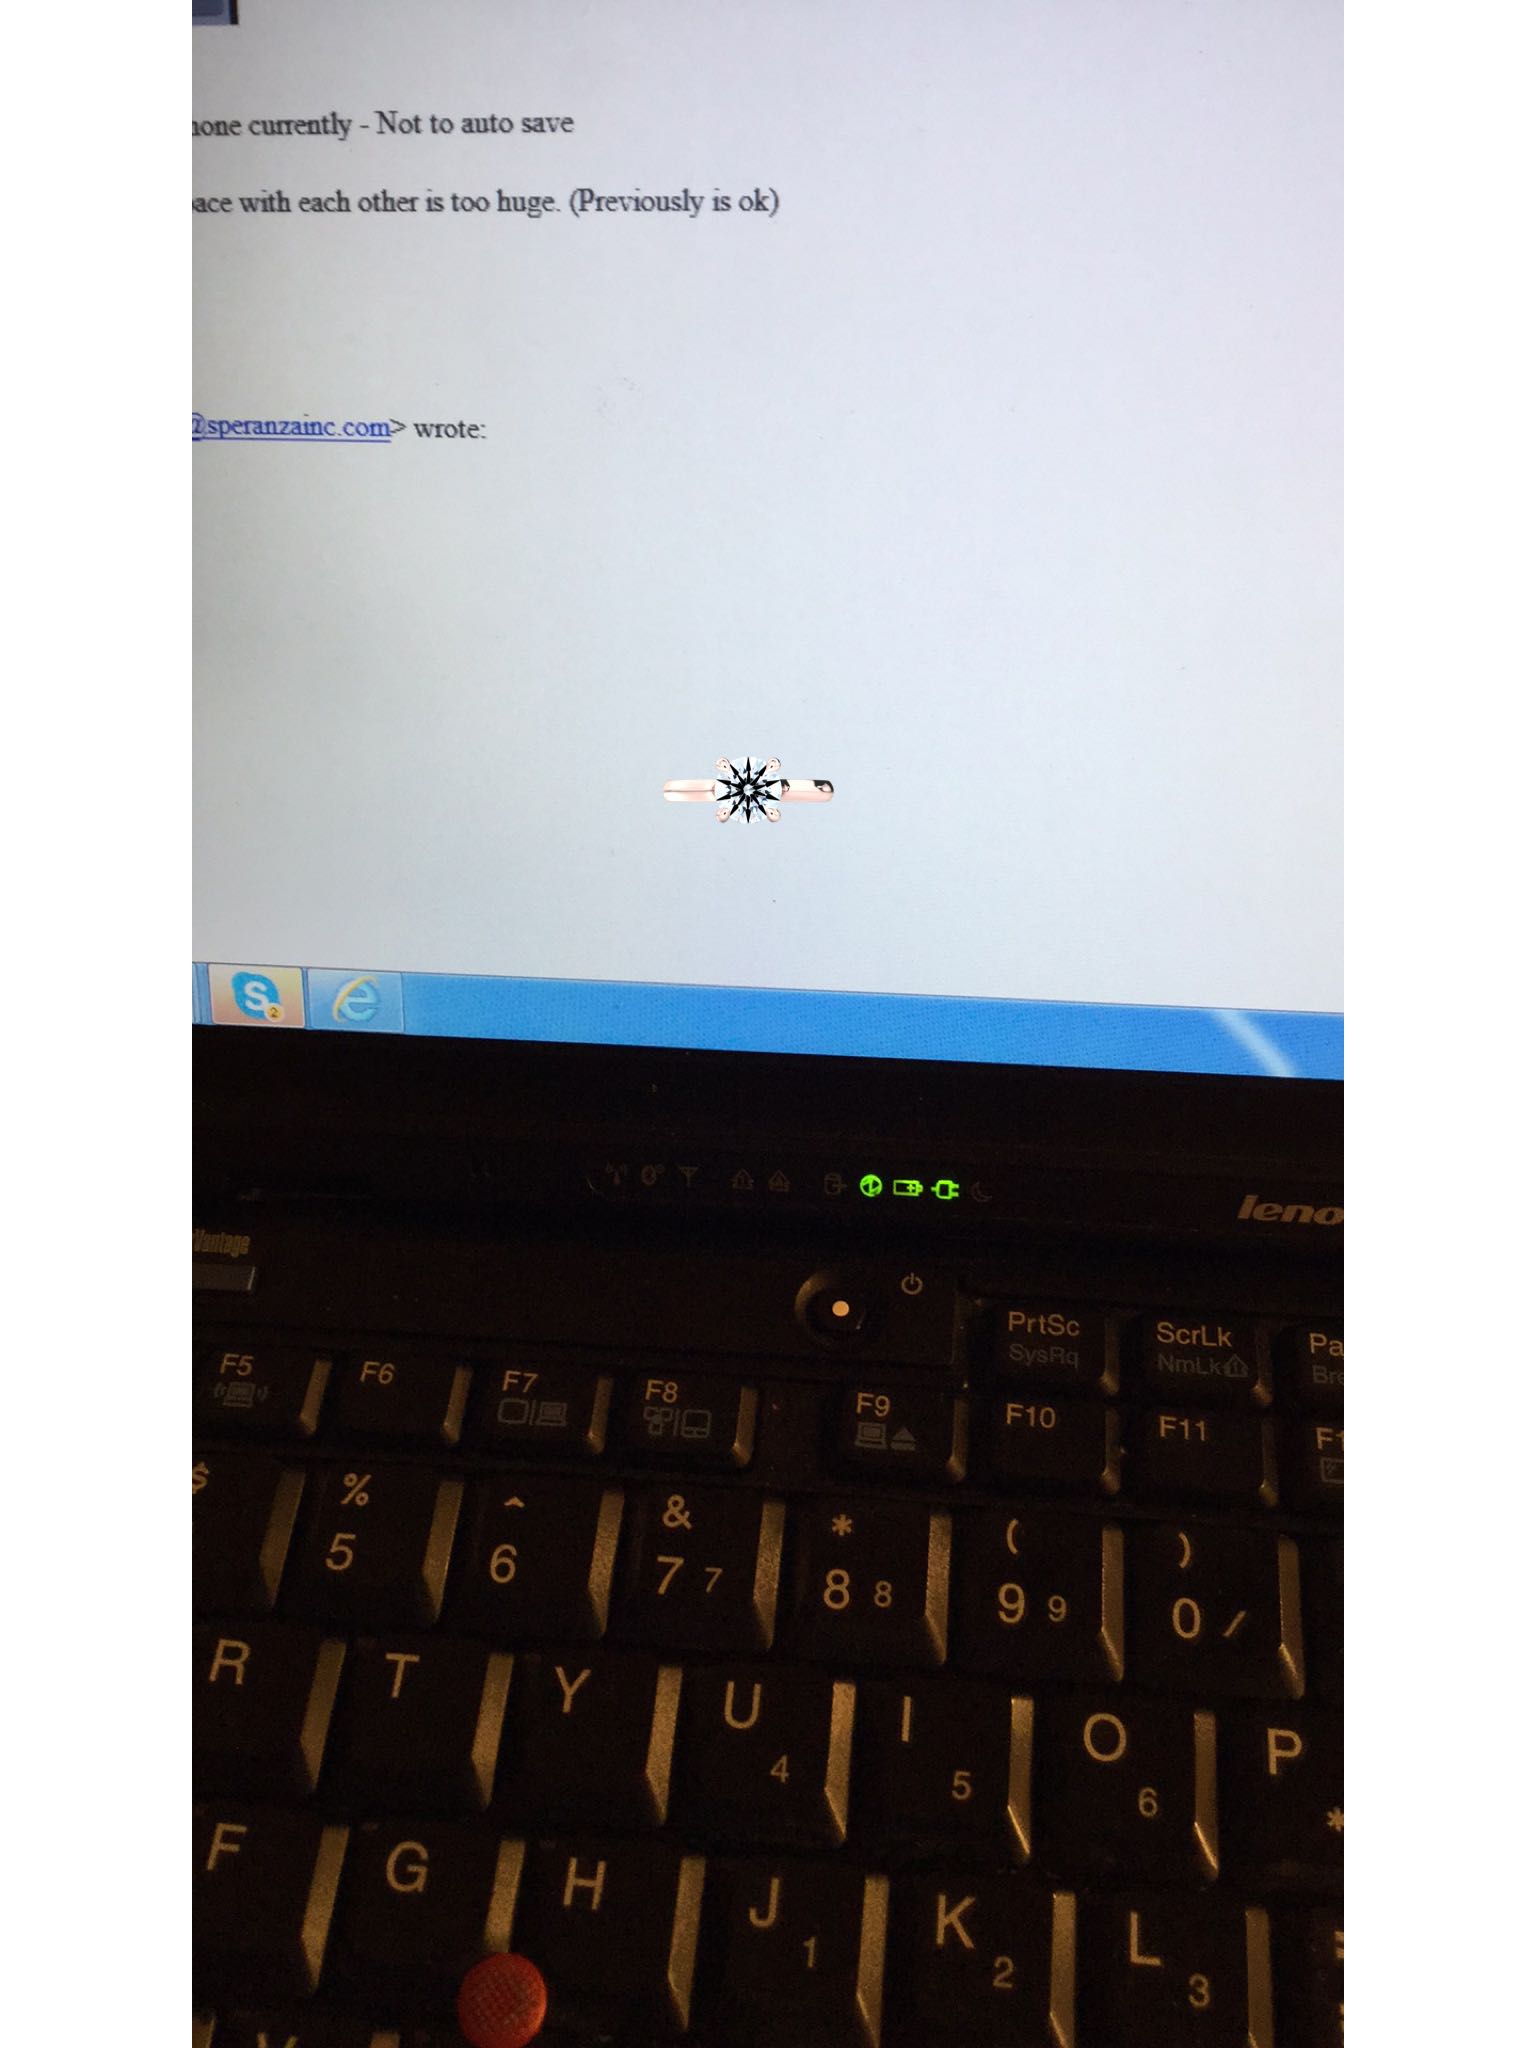 currently - Not to auto save
with each other is too huge. (Previously is ok)
@speranzainc.com> wrote:
S 2
leno
Vantage
PrtSc ScrLk Pa
SysRq NmLk Bre
F5 F6 F7 F8 F9 F10 F11 F1
$ % ^ & * ( )
5 6 7 7 8 8 9 9 0 /
R T Y U I O P
4 5 6 *
F G H J K L
1 2 3
V